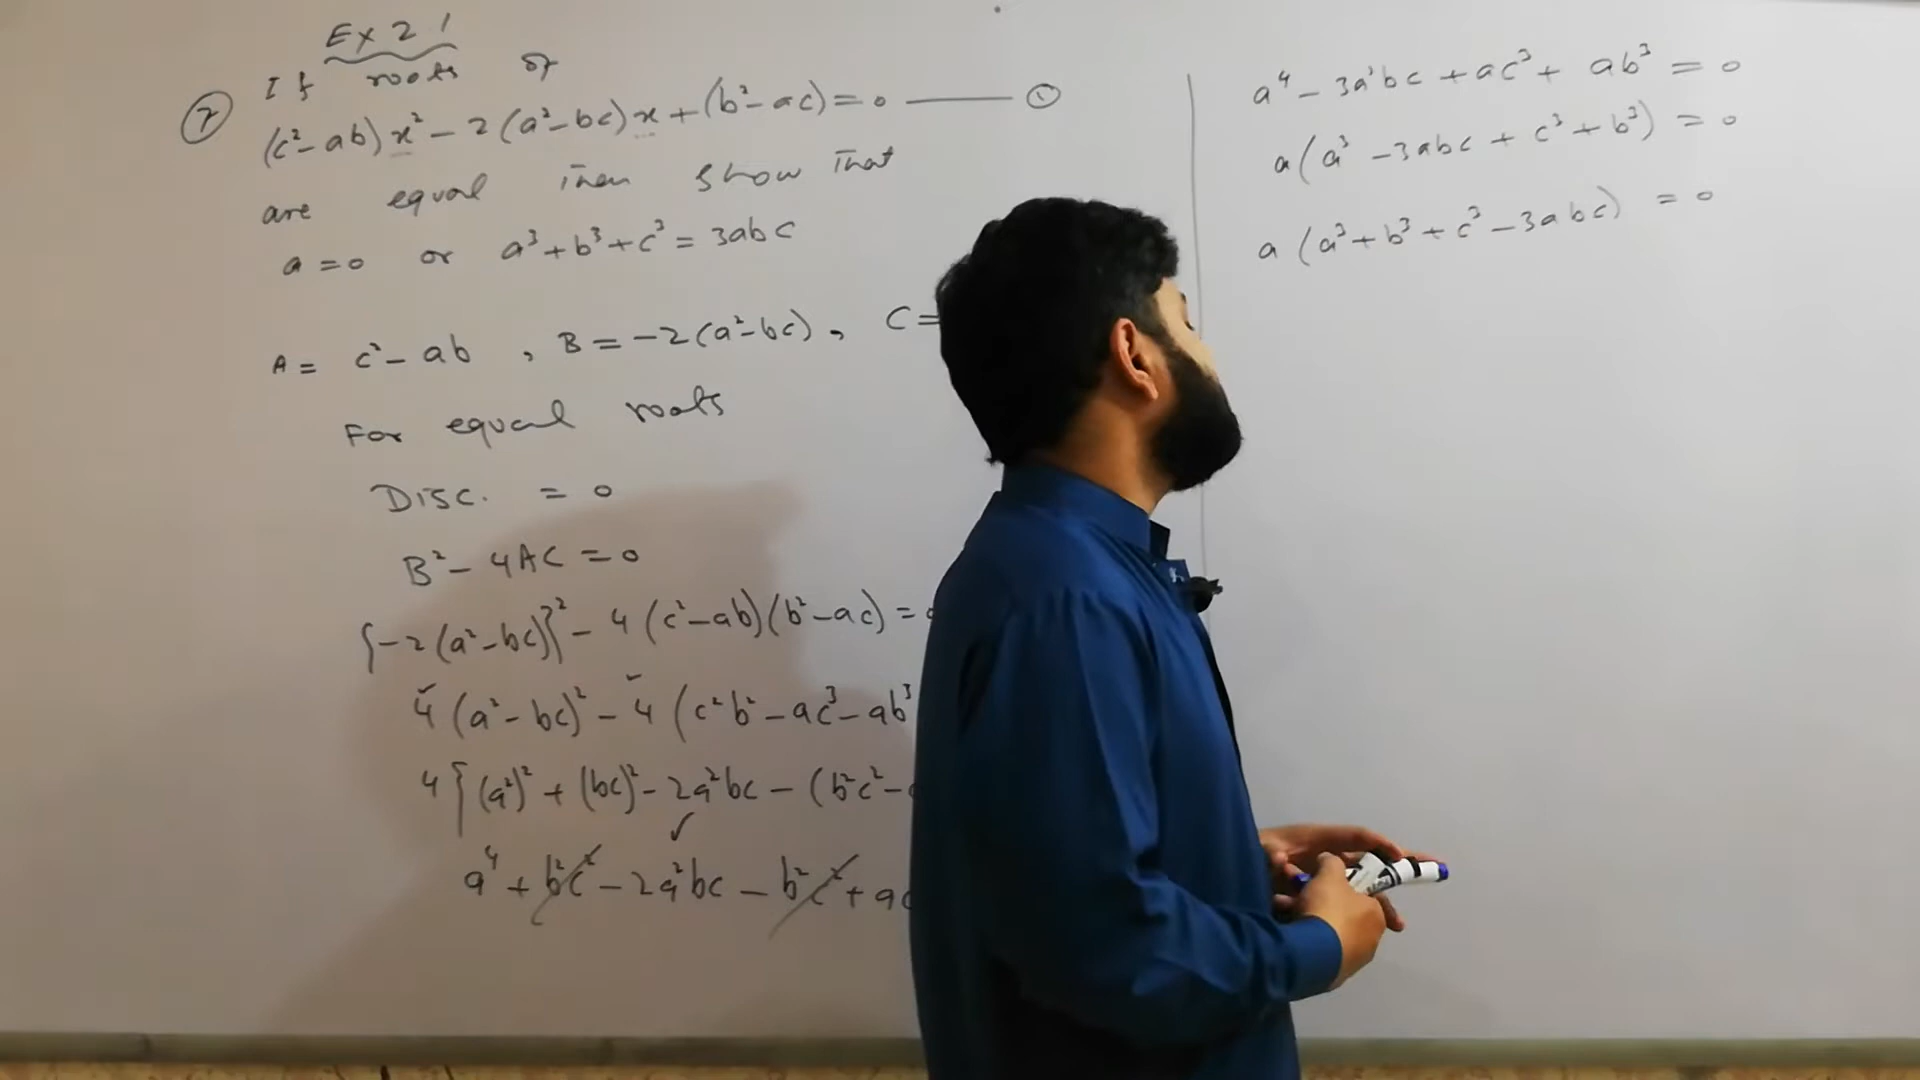 Ex 2.1
If roots of
⑦ (c²-ab)x² - 2(a²-bc)x + (b²-ac) = 0 —— ①
are equal Then show That
a = 0 or a³+b³+c³ = 3abc
A = c²-ab , B = -2(a²-bc) , C =
For equal roots
Disc. = 0
B² - 4AC = 0
{-2(a²-bc)}² - 4(c²-ab)(b²-ac) =
4(a²-bc)² - 4(c²b² - ac³ - ab³
4{(a²)² + (bc)² - 2a²bc - (b²c² -
a⁴ + b²c² - 2a²bc - b²c² + ac
a⁴ - 3a²bc + ac³ + ab³ = 0
a(a³ - 3abc + c³ + b³) = 0
a(a³+b³+c³-3abc) = 0